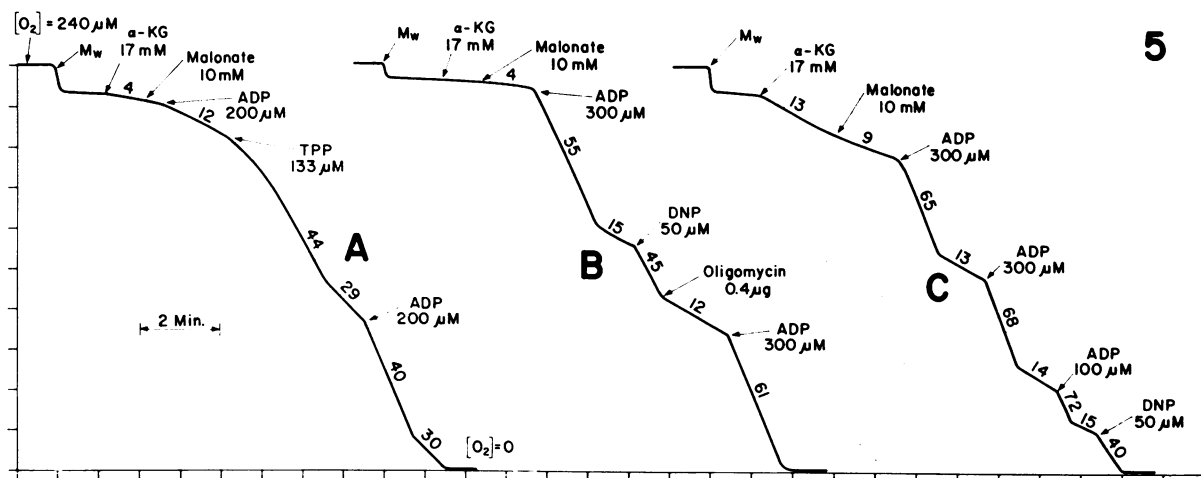 [O₂] = 240 µM
Mw
α-KG
17 mM
4
Malonate
10 mM
ADP
200 µM
12
TPP
133 µM
44
A
29
ADP
200 µM
2 Min.
40
30
[O₂]=0
Mw
α-KG
17 mM
Malonate
10 mM
4
ADP
300 µM
55
15
DNP
50 µM
B
45
Oligomycin
0.4 µg
12
ADP
300 µM
61
5
Mw
α-KG
17 mM
13
Malonate
10 mM
9
ADP
300 µM
65
13
ADP
300 µM
C
68
14
ADP
100 µM
72
15
DNP
50 µM
40